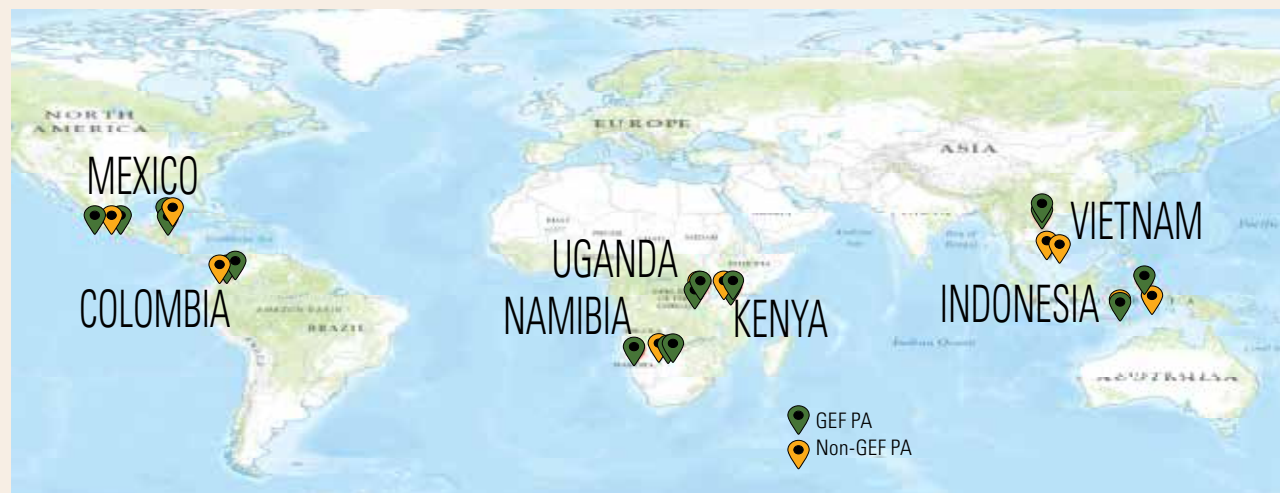 NORTH
AMERICA
EUROPE
ASIA
MEXICO
VIETNAM
UGANDA
COLOMBIA
NAMIBIA
KENYA
INDONESIA
AMAZON BASIN
BRAZIL
Indian Ocean
AUSTRALIA
GEF PA
Non-GEF PA